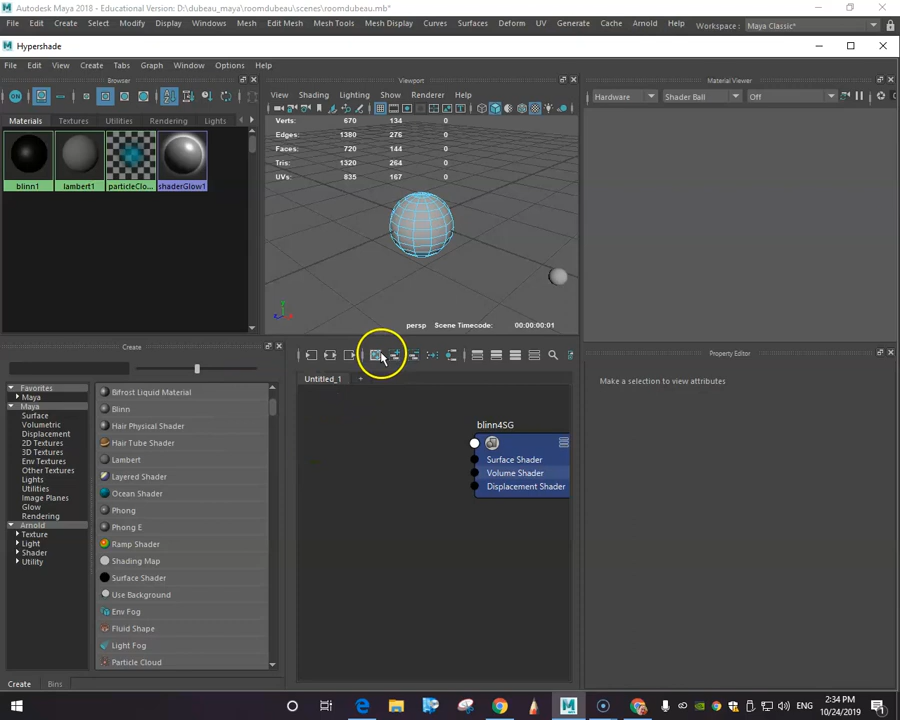 Autodesk Maya 2018 - Educational Version: D:\dubeau_maya\roomdubeau\scenes\roomdubeau.mb*
File Edit Create Select Modify Display Windows Mesh Edit Mesh Mesh Tools Mesh Display Curves Surfaces Deform UV Generate Cache Arnold Help Workspace : Maya Classic*
Hypershade
File Edit View Create Tabs Graph Window Options Help
Browser
Viewport
Material Viewer
View Shading Lighting Show Renderer Help
Hardware Shader Ball Off
ON
Materials Textures Utilities Rendering Lights
Verts: 670 134 0
Edges: 1380 276 0
Faces: 720 144 0
Tris: 1320 264 0
UVs: 835 167 0
blinn1 lambert1 particleClo... shaderGlow1
persp Scene Timecode: 00:00:00:01
Create
Property Editor
Untitled_1 +
Make a selection to view attributes
Favorites
Maya
Maya
Surface
Volumetric
Displacement
2D Textures
3D Textures
Env Textures
Other Textures
Lights
Utilities
Image Planes
Glow
Rendering
Arnold
Texture
Light
Shader
Utility
Bifrost Liquid Material
Blinn
Hair Physical Shader
Hair Tube Shader
Lambert
Layered Shader
Ocean Shader
Phong
Phong E
Ramp Shader
Shading Map
Surface Shader
Use Background
Env Fog
Fluid Shape
Light Fog
Particle Cloud
blinn4SG
Surface Shader
Volume Shader
Displacement Shader
Create Bins
ENG
2:34 PM
10/24/2019